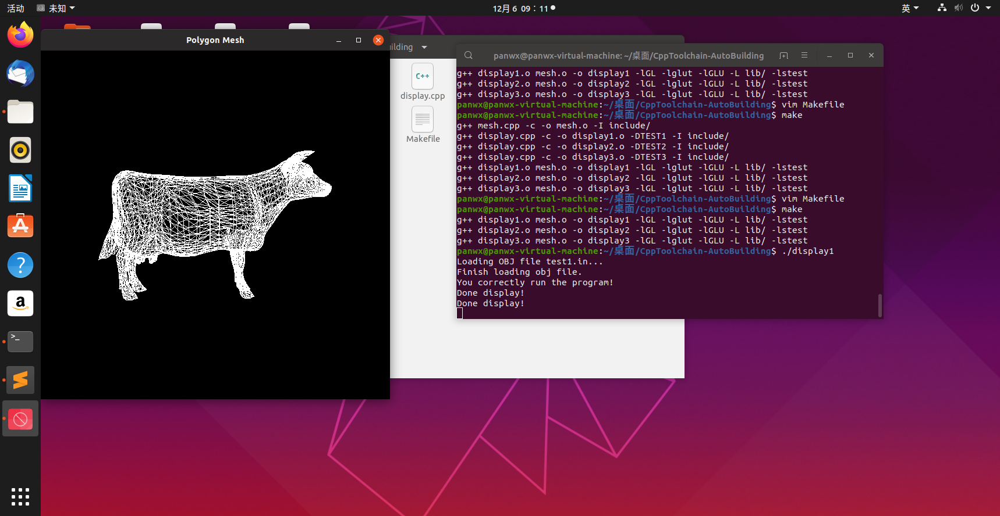 活动
未知
12月 6 09：11
英
Polygon Mesh
ilding
display.cpp
C++
Makefile
panwx@panwx-virtual-machine: ~/桌面/CppToolchain-AutoBuilding
g++ display1.o mesh.o -o display1 -lGL -lglut -lGLU -L lib/ -lstest
g++ display2.o mesh.o -o display2 -lGL -lglut -lGLU -L lib/ -lstest
g++ display3.o mesh.o -o display3 -lGL -lglut -lGLU -L lib/ -lstest
panwx@panwx-virtual-machine:~/桌面/CppToolchain-AutoBuilding$ vim Makefile
panwx@panwx-virtual-machine:~/桌面/CppToolchain-AutoBuilding$ make
g++ mesh.cpp -c -o mesh.o -I include/
g++ display.cpp -c -o display1.o -DTEST1 -I include/
g++ display.cpp -c -o display2.o -DTEST2 -I include/
g++ display.cpp -c -o display3.o -DTEST3 -I include/
g++ display1.o mesh.o -o display1 -lGL -lglut -lGLU -L lib/ -lstest
g++ display2.o mesh.o -o display2 -lGL -lglut -lGLU -L lib/ -lstest
g++ display3.o mesh.o -o display3 -lGL -lglut -lGLU -L lib/ -lstest
panwx@panwx-virtual-machine:~/桌面/CppToolchain-AutoBuilding$ vim Makefile
panwx@panwx-virtual-machine:~/桌面/CppToolchain-AutoBuilding$ make
g++ display1.o mesh.o -o display1 -lGL -lglut -lGLU -L lib/ -lstest
g++ display2.o mesh.o -o display2 -lGL -lglut -lGLU -L lib/ -lstest
g++ display3.o mesh.o -o display3 -lGL -lglut -lGLU -L lib/ -lstest
panwx@panwx-virtual-machine:~/桌面/CppToolchain-AutoBuilding$ ./display1
Loading OBJ file test1.in...
Finish loading obj file.
You correctly run the program!
Done display!
Done display!